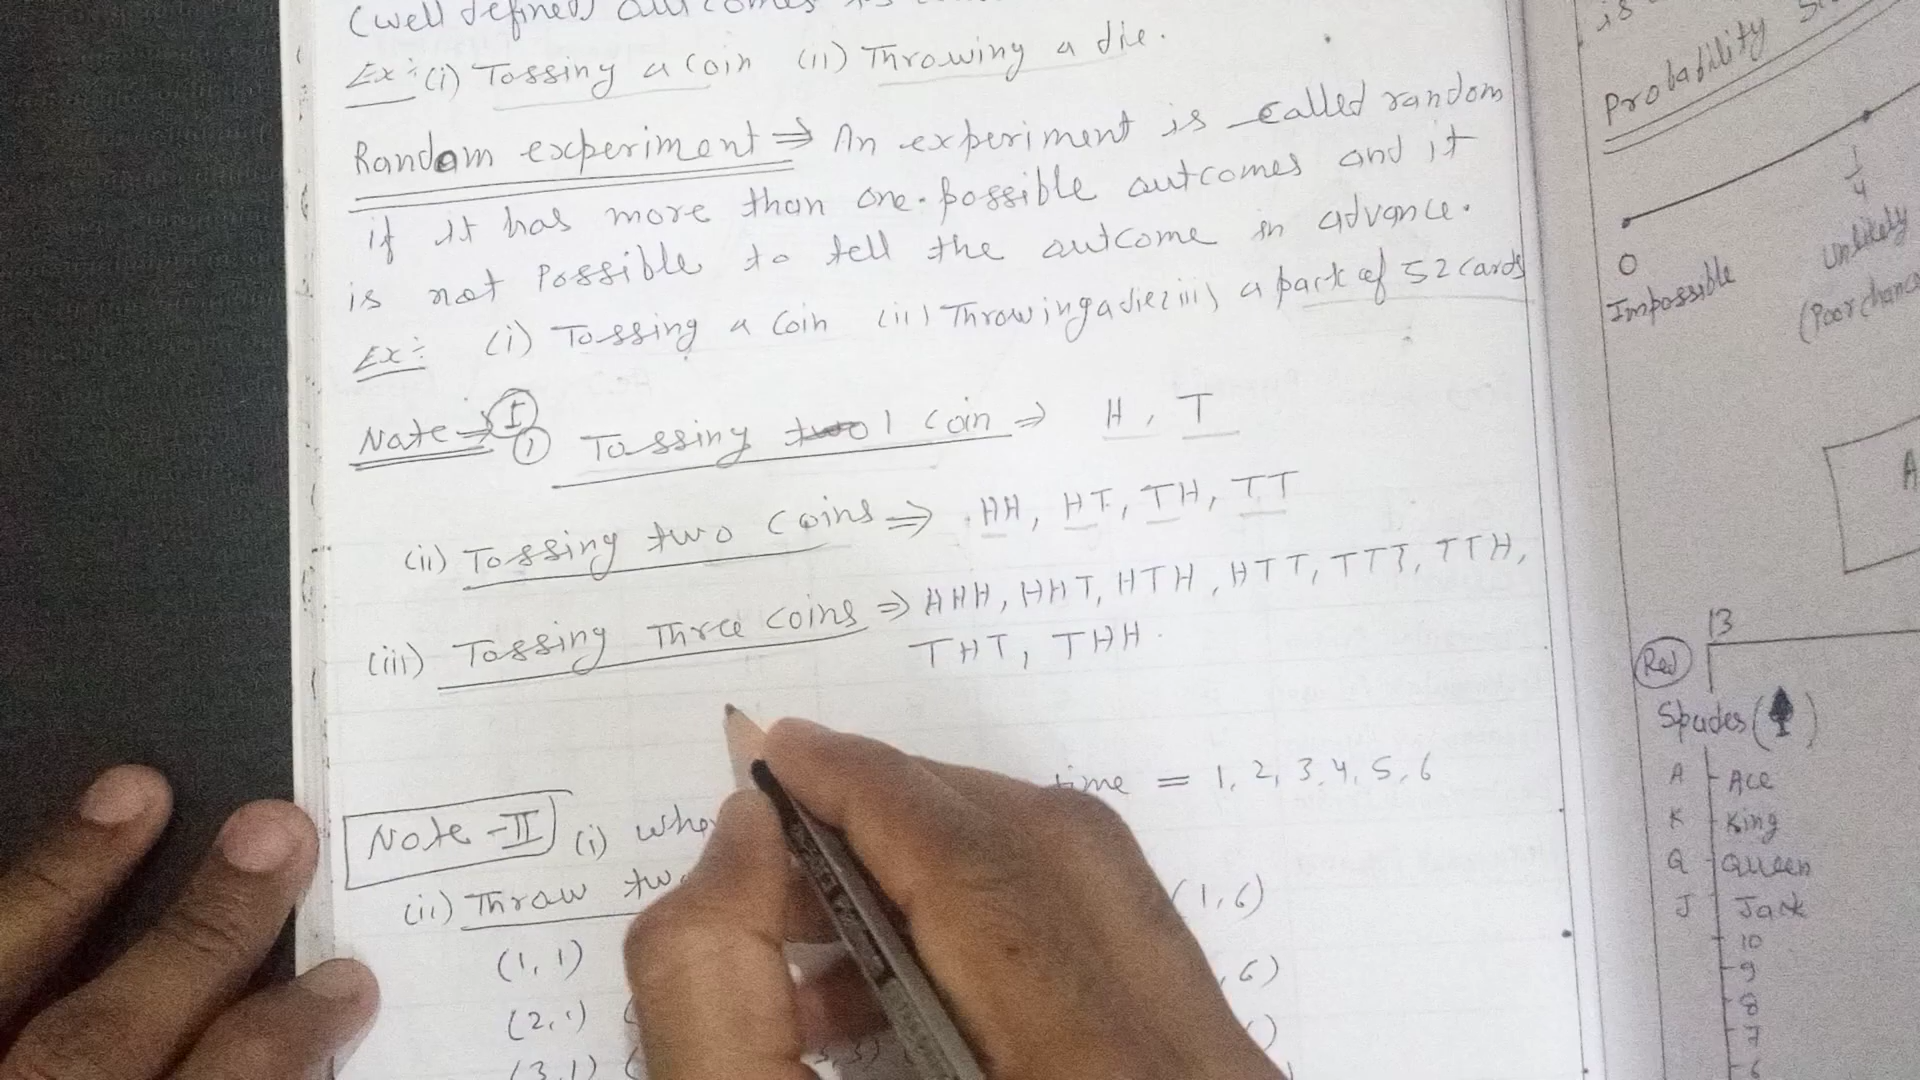 (well defined) outcomes is
Ex:- (i) Tossing a coin (ii) Throwing a die.
Random experiment ⇒ An experiment is called random
if it has more than one possible outcomes and it
is not possible to tell the outcome in advance.
Ex:- (i) Tossing a coin (ii) Throwing a die (iii) a pack of 52 cards
Note ⇒ I
(i) Tossing 1 coin ⇒ H, T
(ii) Tossing two coins ⇒ HH, HT, TH, TT
(iii) Tossing Three coins ⇒ HHH, HHT, HTH, HTT, TTT, TTH,
THT, THH.
Note -II (i) time = 1, 2, 3, 4, 5, 6
(ii) Throw (1,6)
(1,1) ,6)
(2,1)
(3,1)
is
Probability
0
1/4
Impossible
Unlikely
(Poor chance
A
13
Red
Spades (♠)
A Ace
K King
Q Queen
J Jack
10
9
8
7
6